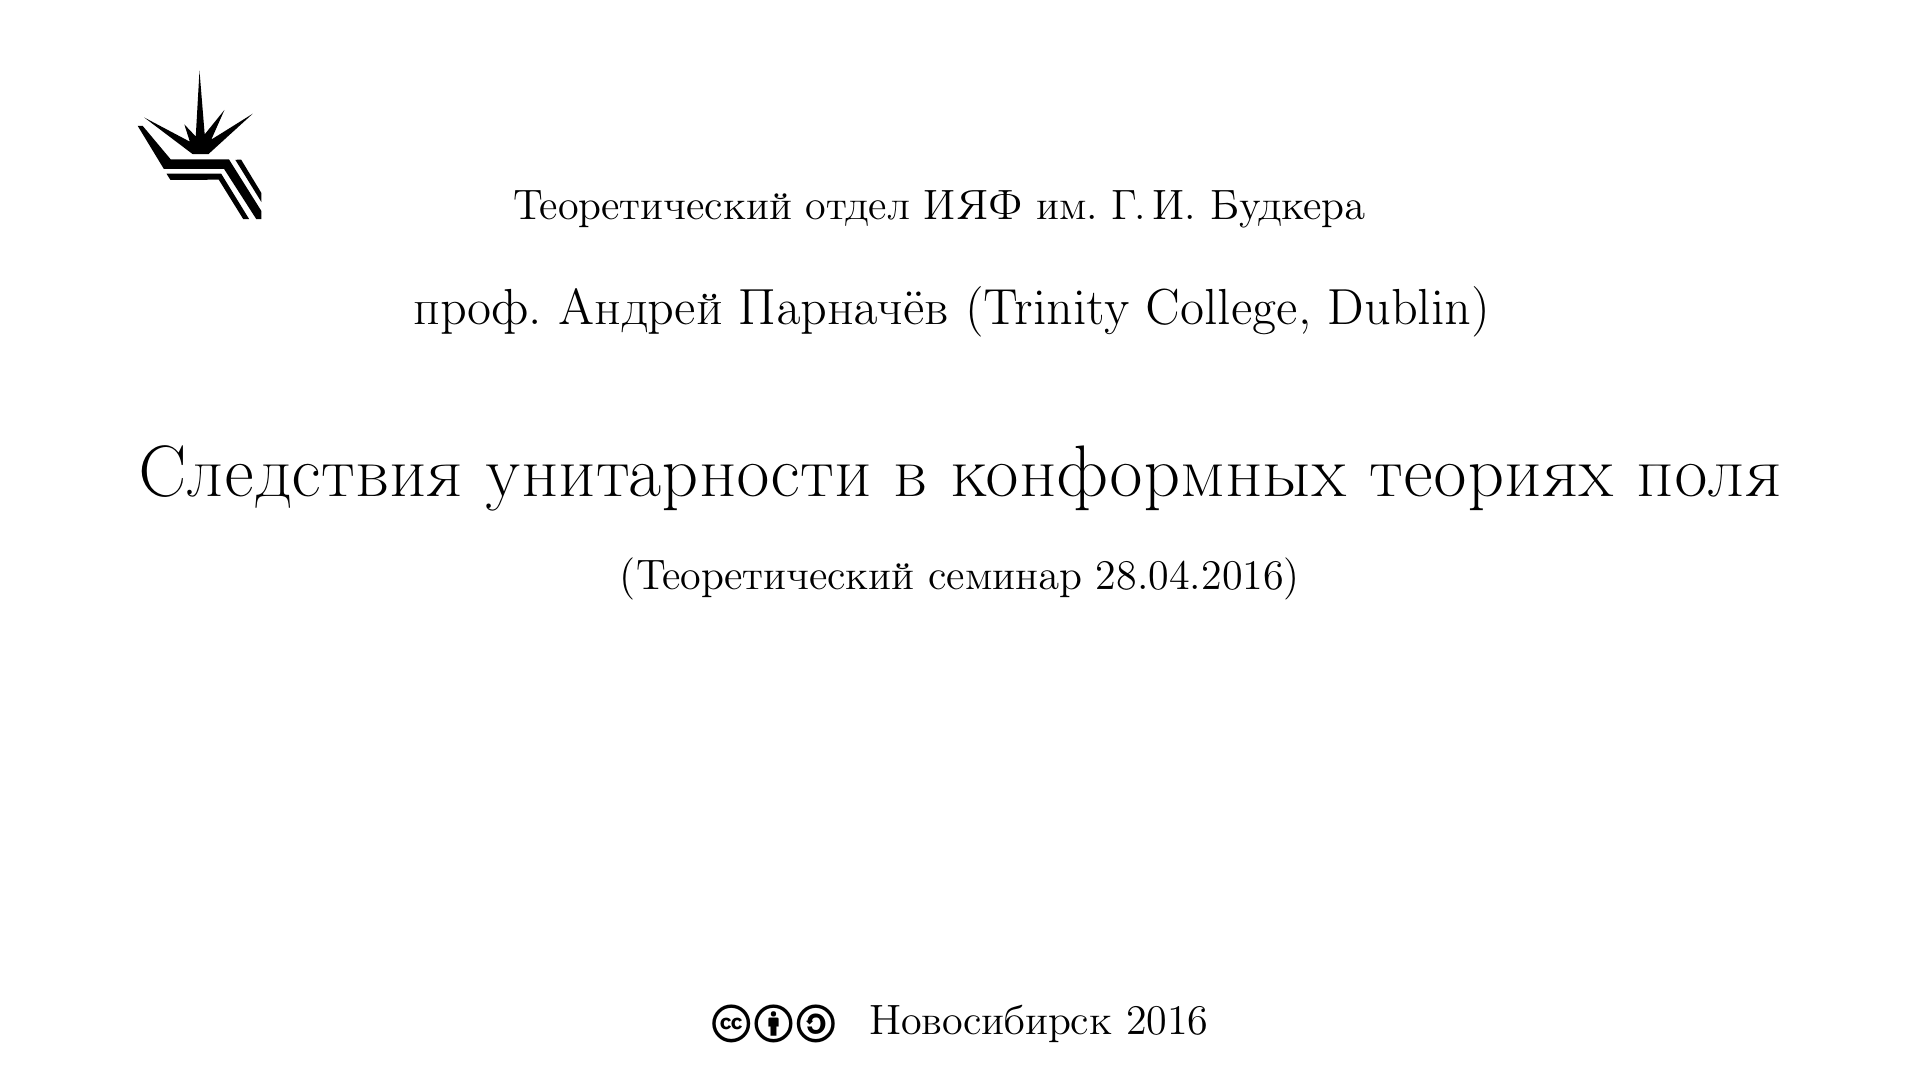 Теоретический отдел ИЯФ им. Г. И. Будкера
проф. Андрей Парначёв (Trinity College, Dublin)
Следствия унитарности в конформных теориях поля
(Теоретический семинар 28.04.2016)
cc Новосибирск 2016